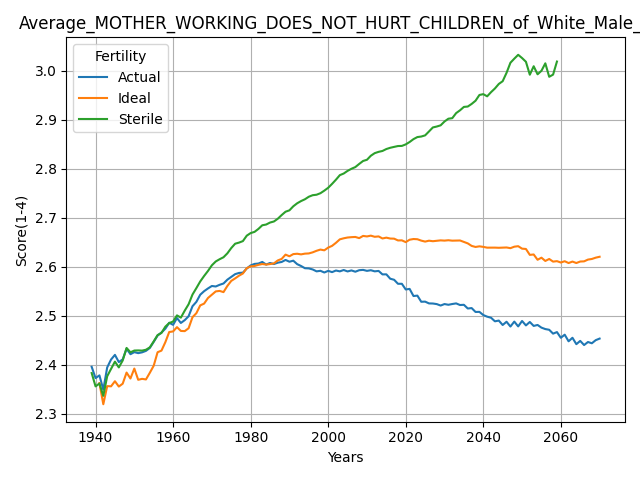 Average_MOTHER_WORKING_DOES_NOT_HURT_CHILDREN_of_White_Male_
Fertility
Actual
Ideal
Sterile
Score(1-4)
3.0
2.9
2.8
2.7
2.6
2.5
2.4
2.3
1940 1960 1980 2000 2020 2040 2060
Years